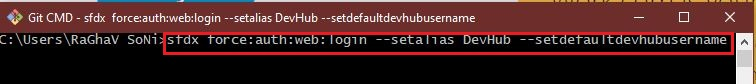 Git CMD - sfdx force:auth:web:login --setalias DevHub --setdefaultdevhubusername
C:\Users\RaGhaV SoNi>sfdx force:auth:web:login --setalias DevHub --setdefaultdevhubusername